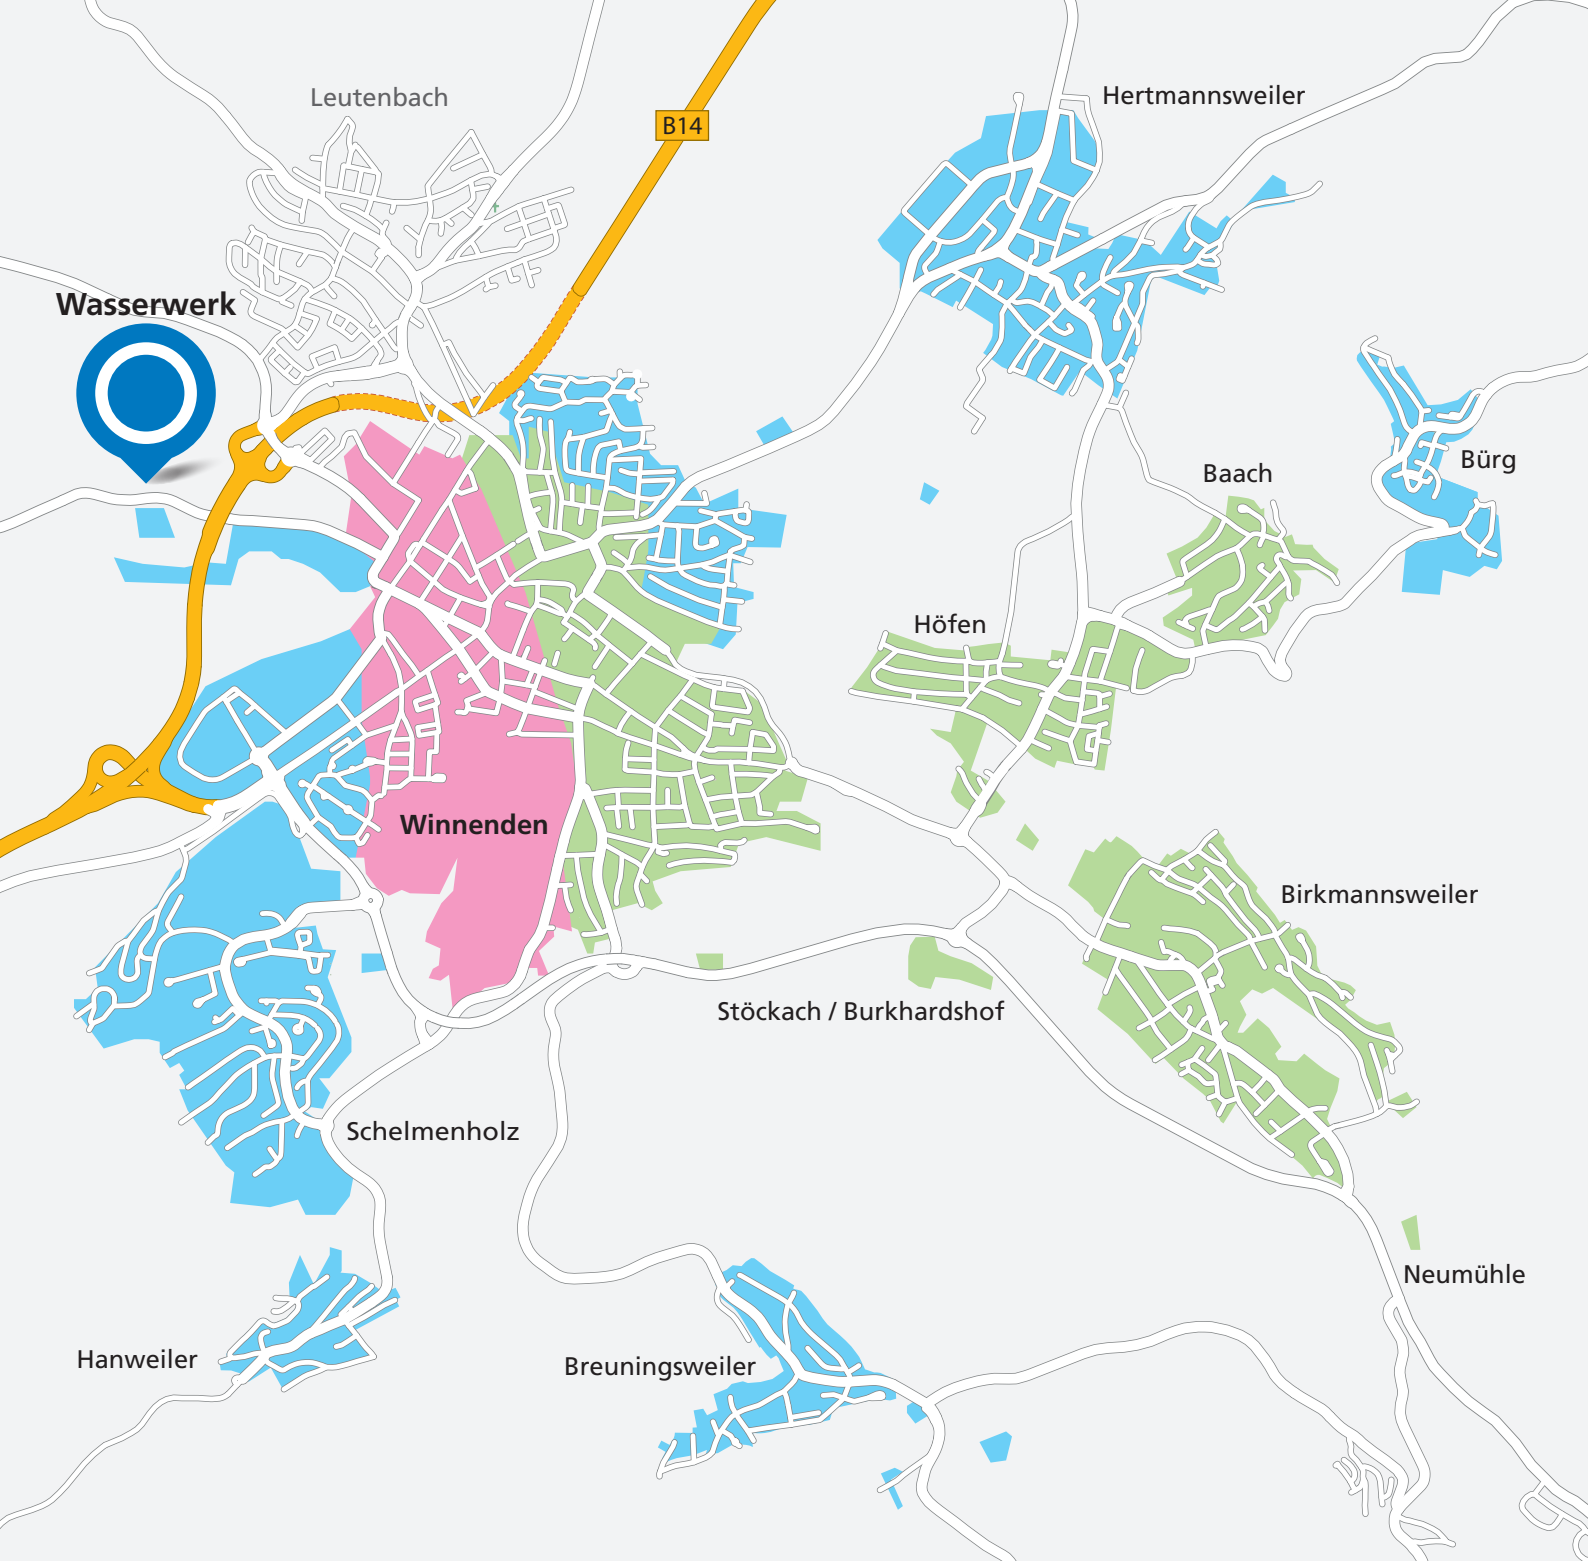 Leutenbach
Hertmannsweiler
B14
Wasserwerk
Bürg
Baach
Höfen
Winnenden
Birkmannsweiler
Stöckach / Burkhardshof
Schelmenholz
Neumühle
Hanweiler
Breuningsweiler